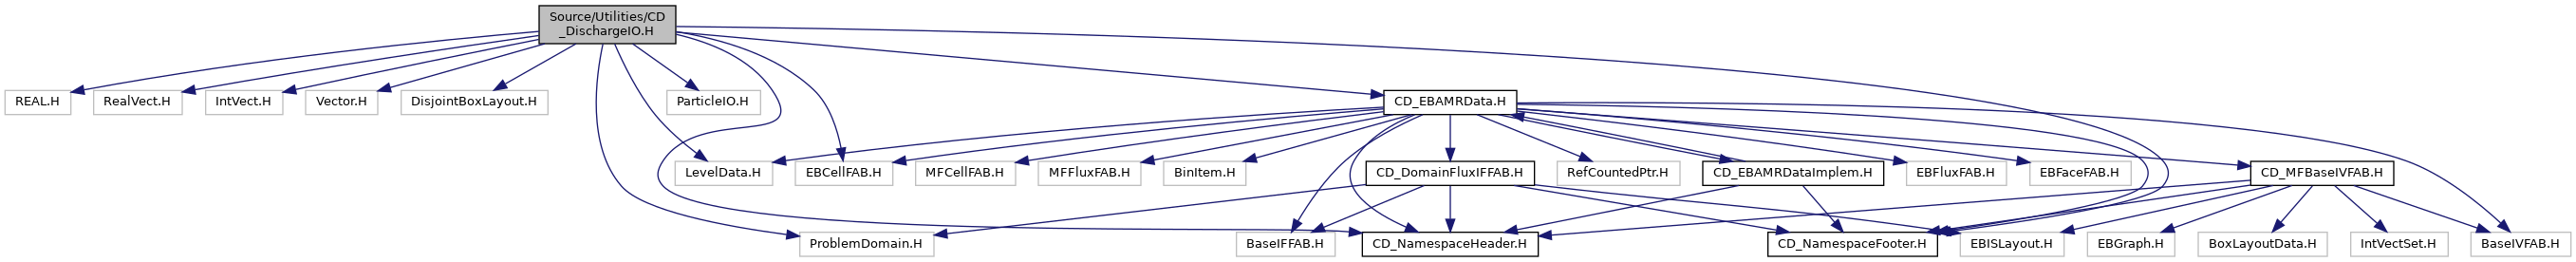 Source/Utilities/CD
_DischargeIO.H
REAL.H
RealVect.H
IntVect.H
Vector.H
DisjointBoxLayout.H
ParticleIO.H
CD_EBAMRData.H
LevelData.H
EBCellFAB.H
MFCellFAB.H
MFFluxFAB.H
BinItem.H
CD_DomainFluxIFFAB.H
RefCountedPtr.H
CD_EBAMRDataImplem.H
EBFluxFAB.H
EBFaceFAB.H
CD_MFBaseIVFAB.H
ProblemDomain.H
BaseIFFAB.H
CD_NamespaceHeader.H
CD_NamespaceFooter.H
EBISLayout.H
EBGraph.H
BoxLayoutData.H
IntVectSet.H
BaseIVFAB.H